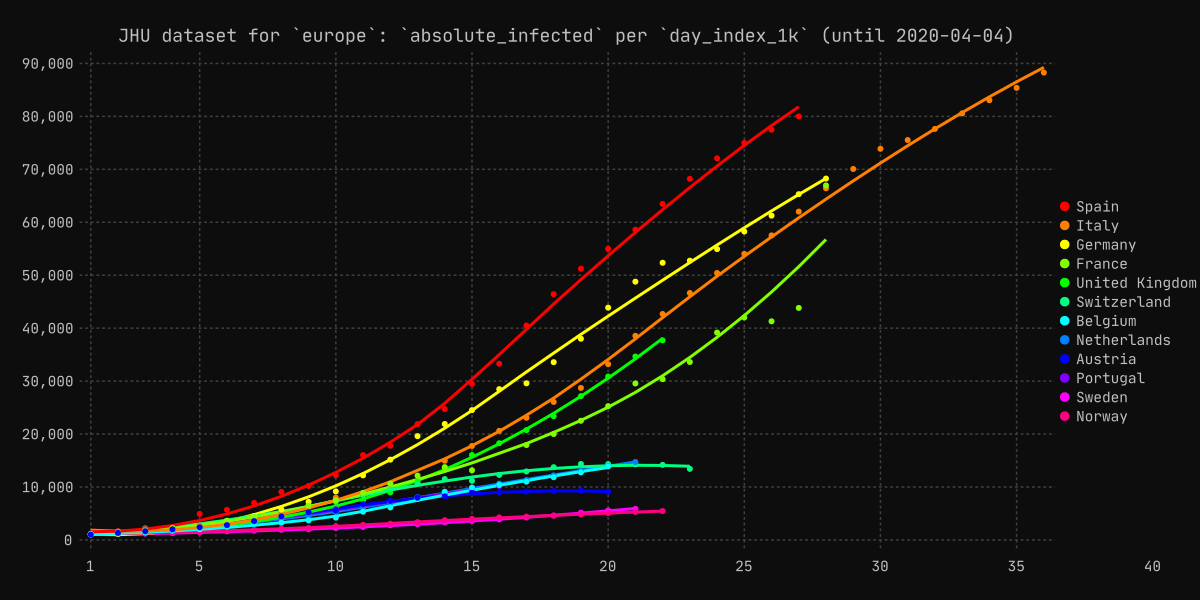 JHU dataset for `europe`: `absolute_infected` per `day_index_1k` (until 2020-04-04)
90,000
80,000
70,000
60,000
50,000
40,000
30,000
20,000
10,000
0
1 5 10 15 20 25 30 35 40
Spain
Italy
Germany
France
United Kingdom
Switzerland
Belgium
Netherlands
Austria
Portugal
Sweden
Norway